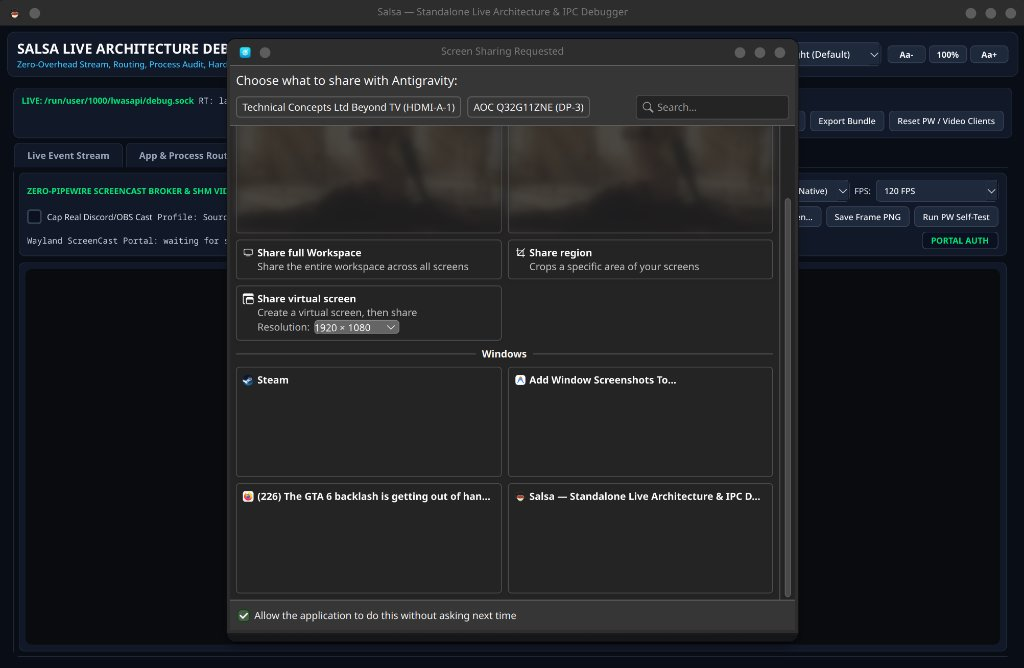 Salsa — Standalone Live Architecture & IPC Debugger
SALSA LIVE ARCHITECTURE DEB
Zero-Overhead Stream, Routing, Process Audit, Hard
ht (Default)
Aa-
100%
Aa+
LIVE: /run/user/1000/lwasapi/debug.sock RT: la
Export Bundle
Reset PW / Video Clients
Live Event Stream
App & Process Rout
ZERO-PIPEWIRE SCREENCAST BROKER & SHM VID
Native)
FPS:
120 FPS
Cap Real Discord/OBS Cast Profile: Sourc
en...
Save Frame PNG
Run PW Self-Test
Wayland ScreenCast Portal: waiting for s
PORTAL AUTH
Screen Sharing Requested
Choose what to share with Antigravity:
Technical Concepts Ltd Beyond TV (HDMI-A-1)
AOC Q32G11ZNE (DP-3)
Search...
Share full Workspace
Share the entire workspace across all screens
Share region
Crops a specific area of your screens
Share virtual screen
Create a virtual screen, then share
Resolution: 1920 × 1080
Windows
Steam
Add Window Screenshots To...
(226) The GTA 6 backlash is getting out of han...
Salsa — Standalone Live Architecture & IPC D...
Allow the application to do this without asking next time